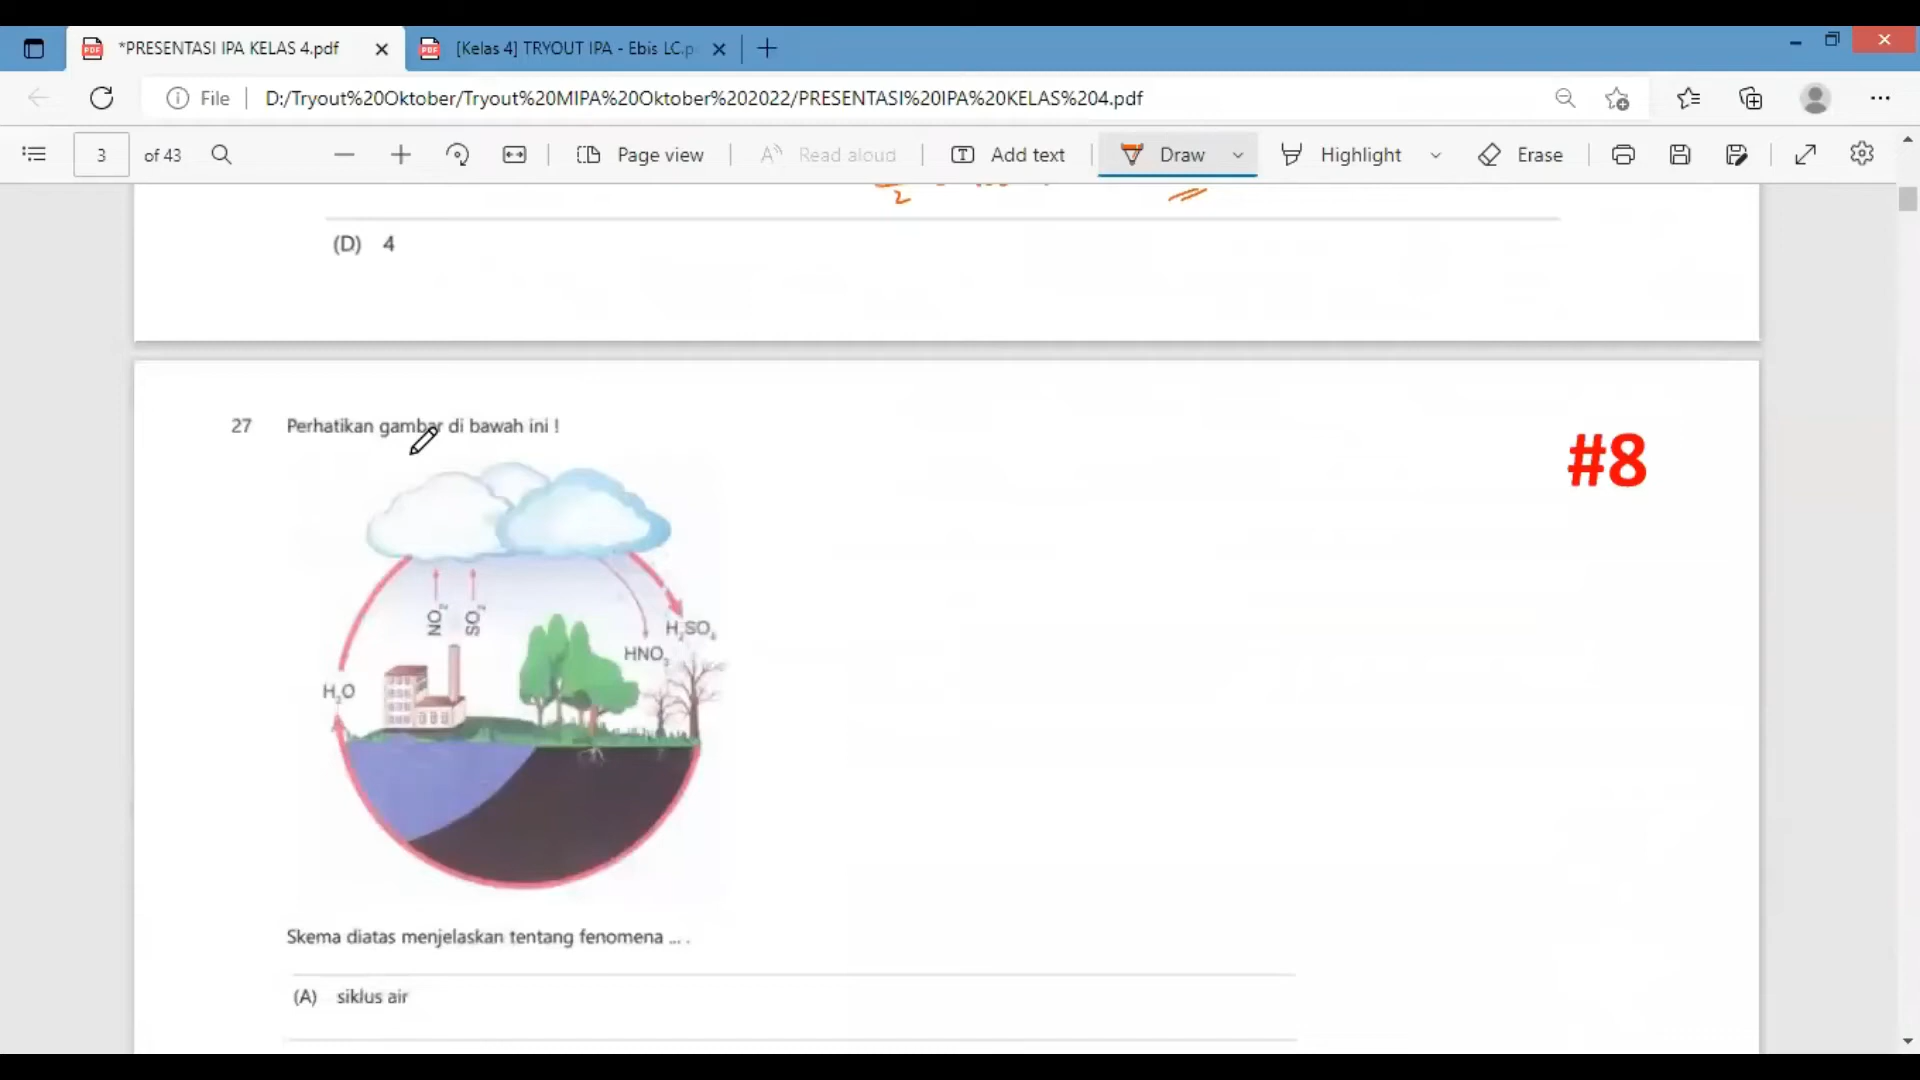 *PRESENTASI IPA KELAS 4.pdf
[Kelas 4] TRYOUT IPA - Ebis LC.p
File
D:/Tryout%20Oktober/Tryout%20MIPA%20Oktober%202022/PRESENTASI%20IPA%20KELAS%204.pdf
3 of 43
Page view
Read aloud
Add text
Draw
Highlight
Erase
2
(D) 4
27 Perhatikan gambar di bawah ini !
#8
NO2
SO2
H2SO4
HNO3
H2O
Skema diatas menjelaskan tentang fenomena ... .
(A) siklus air